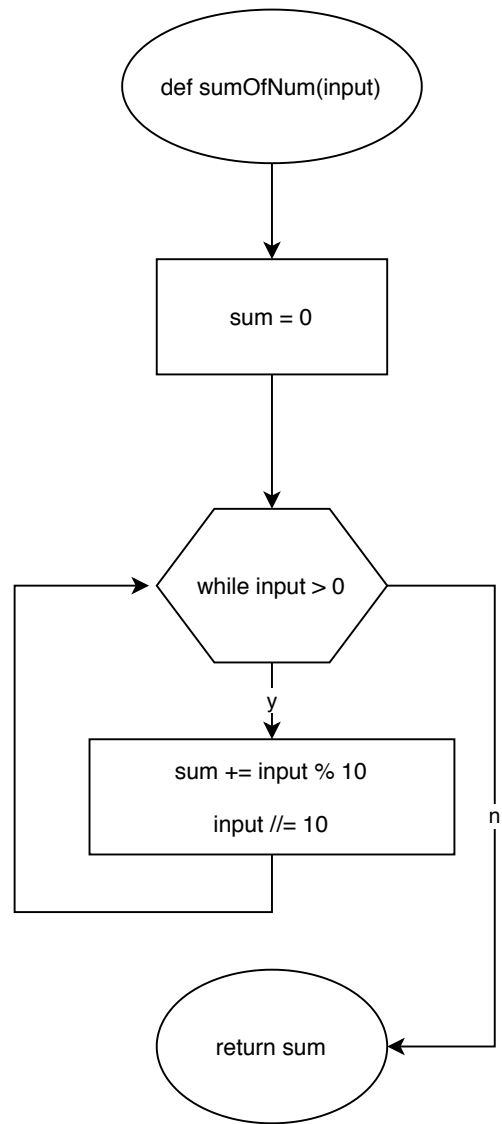 def sumOfNum(input)
sum = 0
while input > 0
y
sum += input % 10
input //= 10
n
return sum